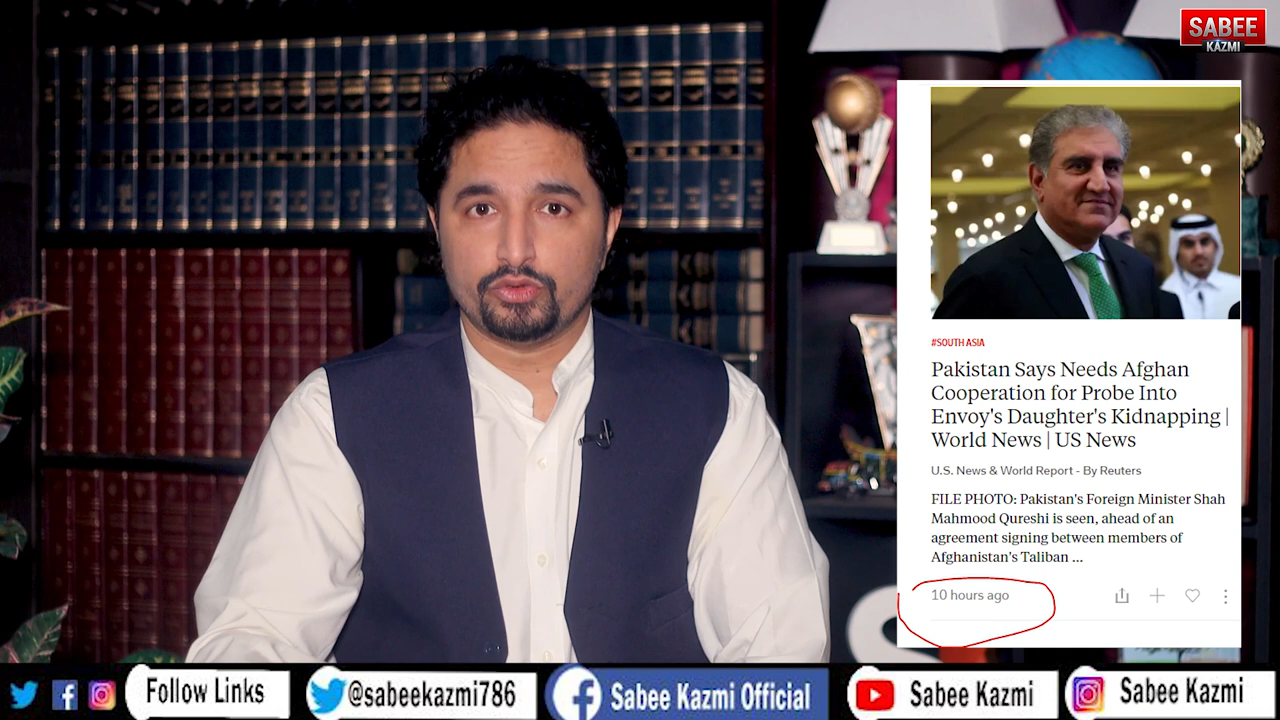 SABEE
KAZMI
#SOUTH ASIA
Pakistan Says Needs Afghan
Cooperation for Probe Into
Envoy's Daughter's Kidnapping |
World News | US News
U.S. News & World Report - By Reuters
FILE PHOTO: Pakistan's Foreign Minister Shah
Mahmood Qureshi is seen, ahead of an
agreement signing between members of
Afghanistan's Taliban ...
10 hours ago
S
Follow Links
@sabeekazmi786
Sabee Kazmi Official
Sabee Kazmi
Sabee Kazmi